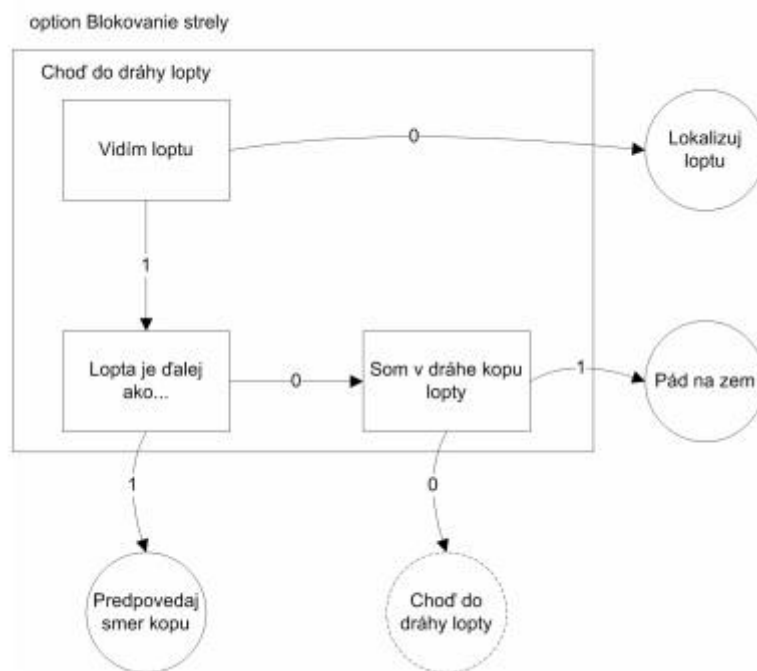 option Blokovanie strely
Choď do dráhy lopty
Vidím loptu
0
Lokalizuj
loptu
1
Lopta je ďalej
ako...
0
Som v dráhe kopu
lopty
1
Pád na zem
1
0
Predpovedaj
smer kopu
Choď do
dráhy lopty